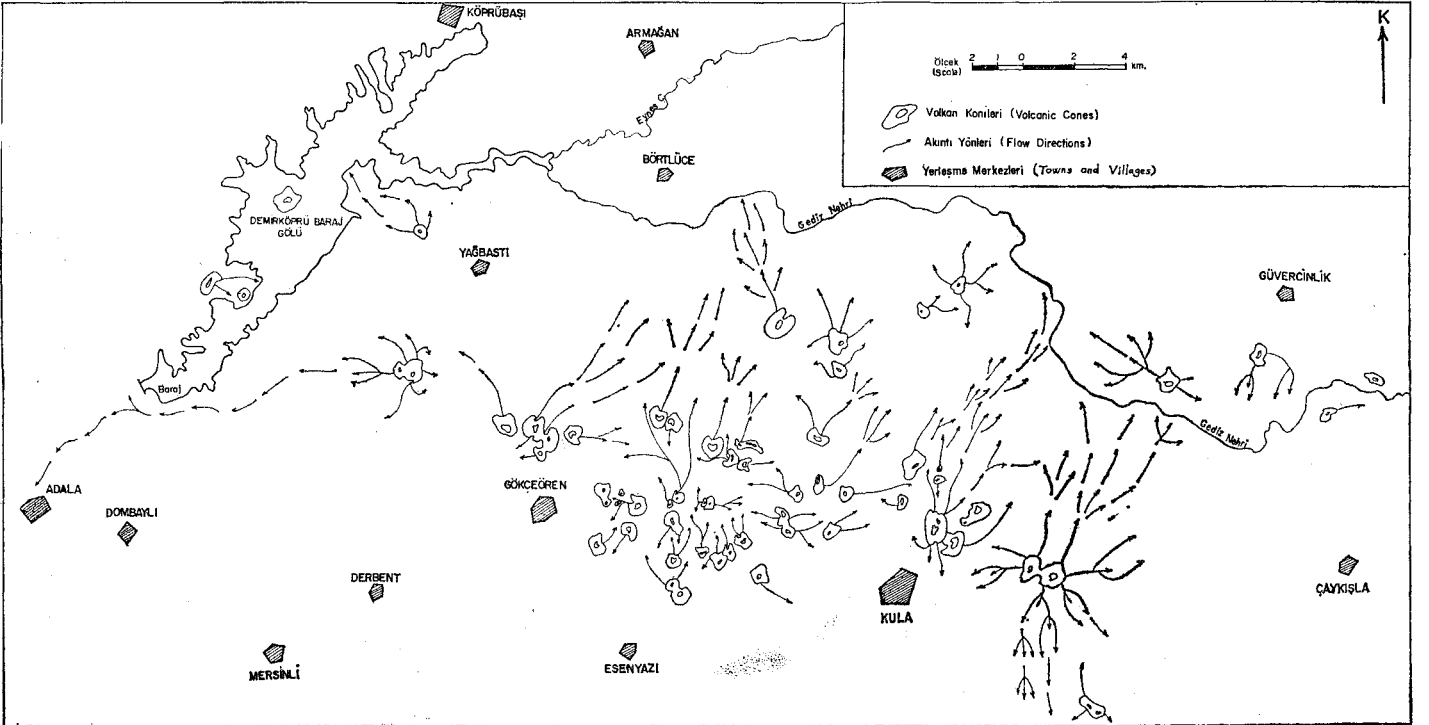 KÖPRÜBAŞI
ARMAĞAN
K
Ölçek 2 1 0 2 4 km.
(Scala)
Volkan Konileri (Volcanic Cones)
Akıntı Yönleri (Flow Directions)
Yerleşme Merkezleri (Towns and Villages)
Eynes Ç.
BÖRTLÜCE
DEMİRKÖPRÜ BARAJ
GÖLÜ
Gediz Nehri
YAĞBASTI
GÜVERCİNLİK
Baraj
Gediz Nehri
ADALA
GÖKÇEÖREN
DOMBAYLI
DERBENT
KULA
ÇAYKIŞLA
MERSİNLİ
ESENYAZI